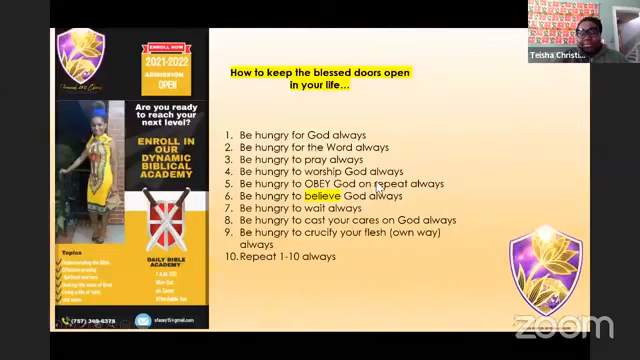 ENROLL NOW
2021-2022
ADMISSION
OPEN
Are you ready
to reach your
next level?
ENROLL IN
OUR
DYNAMIC
BIBLICAL
ACADEMY
DAILY BIBLE
ACADEMY
Topics
How to keep the blessed doors open
in your life...
1. Be hungry for God always
2. Be hungry for the Word always
3. Be hungry to pray always
4. Be hungry to worship God always
5. Be hungry to OBEY God on repeat always
6. Be hungry to believe God always
7. Be hungry to wait always
8. Be hungry to cast your cares on God always
9. Be hungry to crucify your flesh (own way)
always
10. Repeat 1-10 always
Teisha Christi...
zoom